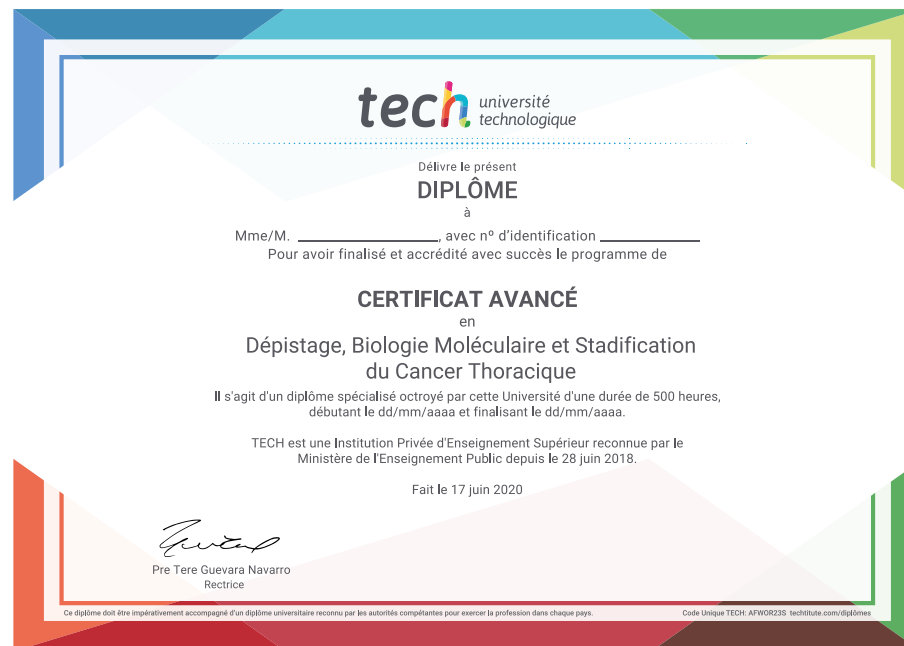 tech université
technologique
Délivre le présent
DIPLÔME
à
Mme/M. ____________________, avec nº d'identification ______________
Pour avoir finalisé et accrédité avec succès le programme de
CERTIFICAT AVANCÉ
en
Dépistage, Biologie Moléculaire et Stadification
du Cancer Thoracique
Il s'agit d'un diplôme spécialisé octroyé par cette Université d'une durée de 500 heures,
débutant le dd/mm/aaaa et finalisant le dd/mm/aaaa.
TECH est une Institution Privée d'Enseignement Supérieur reconnue par le
Ministère de l'Enseignement Public depuis le 28 juin 2018.
Fait le 17 juin 2020
Pre Tere Guevara Navarro
Rectrice
Ce diplôme doit être impérativement accompagné d'un diplôme universitaire reconnu par les autorités compétentes pour exercer la profession dans chaque pays.
Code Unique TECH: AFWOR23S techtitute.com/diplômes